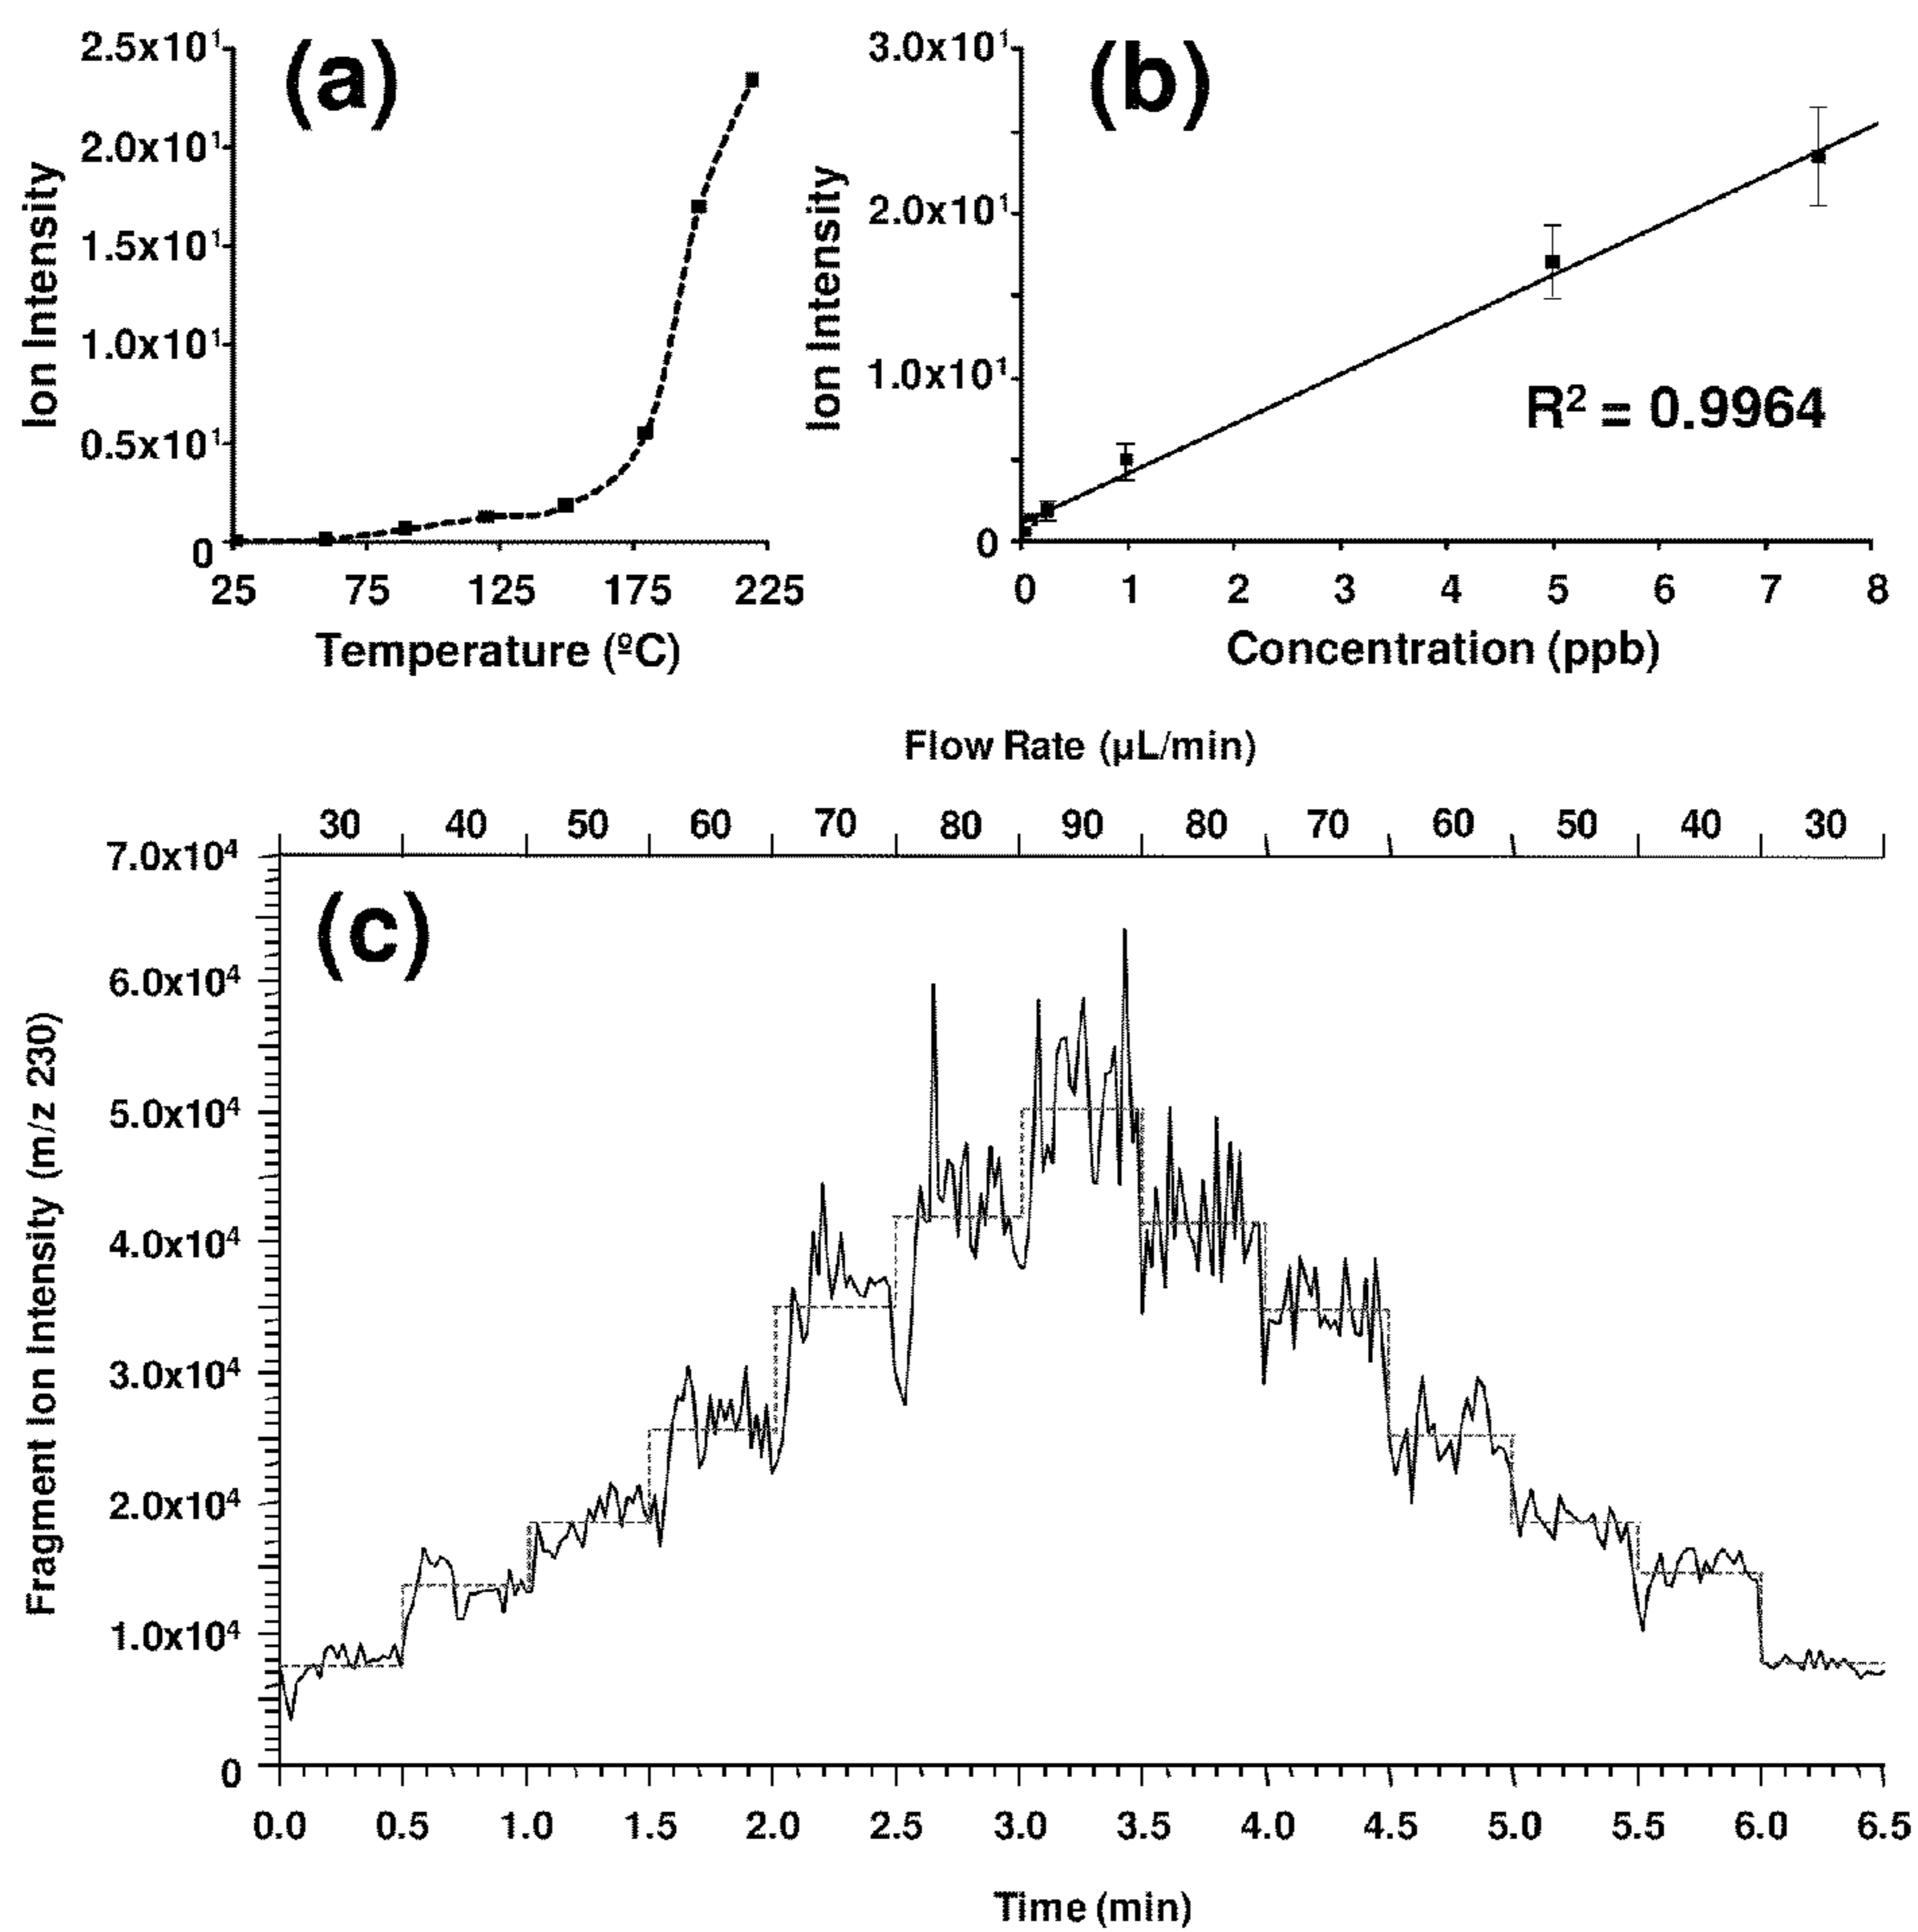 (a)
2.5x10¹
2.0x10¹
1.5x10¹
1.0x10¹
0.5x10¹
0
Ion Intensity
25 75 125 175 225
Temperature (ºC)
(b)
3.0x10¹
2.0x10¹
1.0x10¹
0
Ion Intensity
R² = 0.9964
0 1 2 3 4 5 6 7 8
Concentration (ppb)
Flow Rate (µL/min)
30 40 50 60 70 80 90 80 70 60 50 40 30
(c)
7.0x10⁴
6.0x10⁴
5.0x10⁴
4.0x10⁴
3.0x10⁴
2.0x10⁴
1.0x10⁴
0
Fragment Ion Intensity (m/z 230)
0.0 0.5 1.0 1.5 2.0 2.5 3.0 3.5 4.0 4.5 5.0 5.5 6.0 6.5
Time (min)